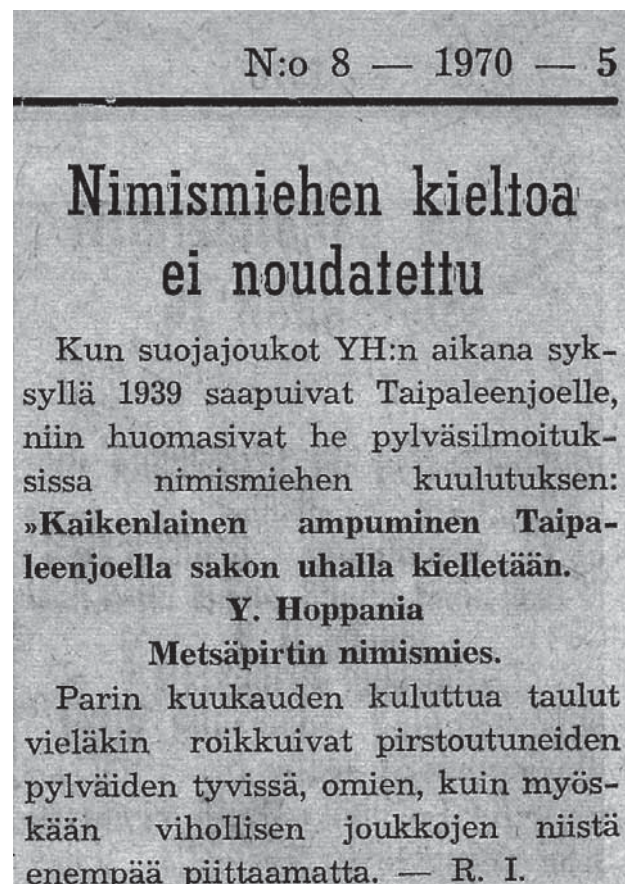 N:o 8 — 1970 — 5
Nimismiehen kieltoa
ei noudatettu
Kun suojajoukot YH:n aikana syk-
syllä 1939 saapuivat Taipaleenjoelle,
niin huomasivat he pylväsilmoituk-
sissa nimismiehen kuulutuksen:
»Kaikenlainen ampuminen Taipa-
leenjoella sakon uhalla kielletään.
Y. Hoppania
Metsäpirtin nimismies.
Parin kuukauden kuluttua taulut
vieläkin roikkuivat pirstoutuneiden
pylväiden tyvissä, omien, kuin myös-
kään vihollisen joukkojen niistä
enempää piittaamatta. — R. I.